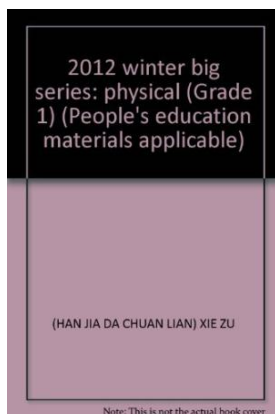 2012 winter big
series: physical (Grade
1) (People's education
materials applicable)
(HAN JIA DA CHUAN LIAN) XIE ZU
Note: This is not the actual book cover